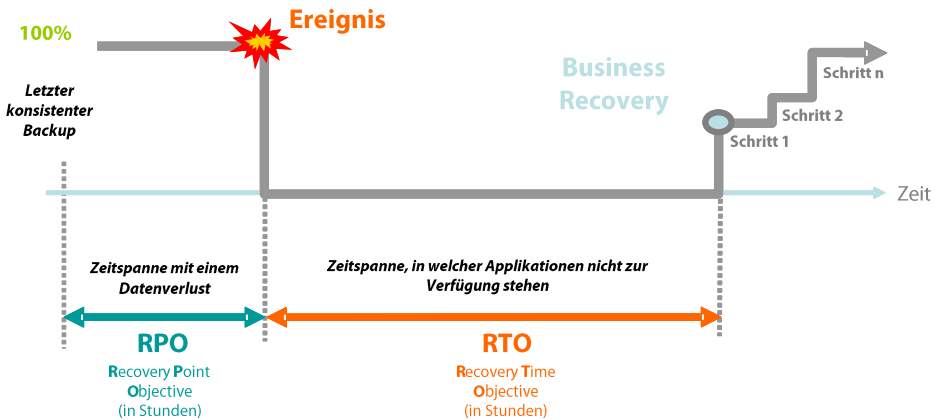 Ereignis
100%
Letzter
konsistenter
Backup
Business
Recovery
Schritt n
Schritt 2
Schritt 1
Zeit
Zeitspanne mit einem
Datenverlust
Zeitspanne, in welcher Applikationen nicht zur
Verfügung stehen
RPO
Recovery Point
Objective
(in Stunden)
RTO
Recovery Time
Objective
(in Stunden)